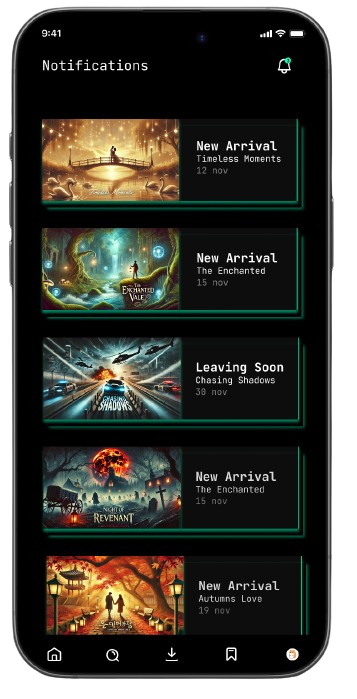 9:41
Notifications
New Arrival
Timeless Moments
12 nov
Timeless Moments
New Arrival
The Enchanted
15 nov
THE
ENCHANTED
VALE
Leaving Soon
Chasing Shadows
30 nov
CHASING
SHADOWS
New Arrival
The Enchanted
15 nov
NIGHT OF
REVENANT
New Arrival
Autumns Love
19 nov